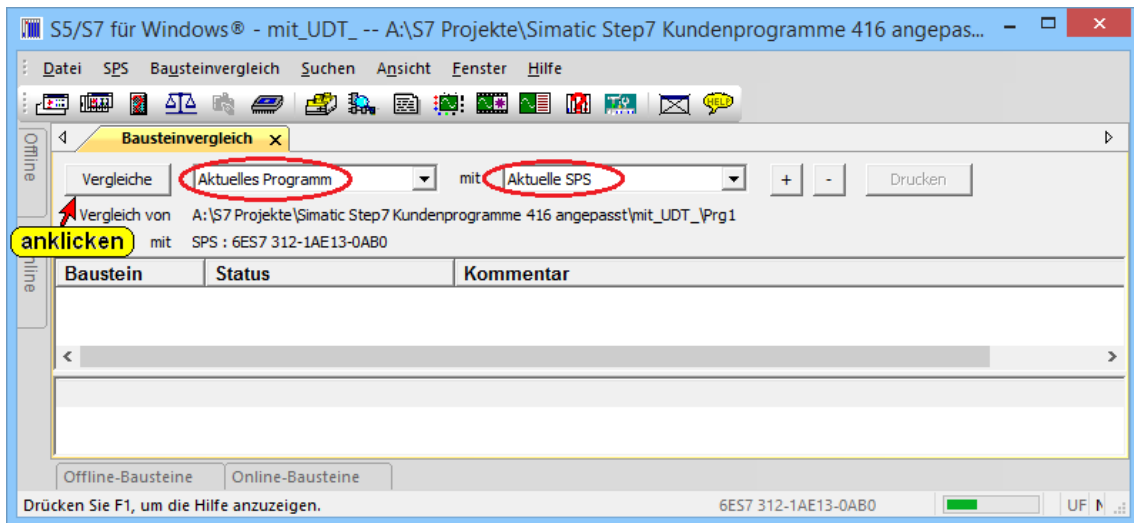 S5/S7 für Windows® - mit_UDT_ -- A:\S7 Projekte\Simatic Step7 Kundenprogramme 416 angepas...
Datei SPS Bausteinvergleich Suchen Ansicht Fenster Hilfe
HELP
Offline
Bausteinvergleich x
Vergleiche Aktuelles Programm mit Aktuelle SPS + - Drucken
Vergleich von A:\S7 Projekte\Simatic Step7 Kundenprogramme 416 angepasst\mit_UDT_\Prg1
anklicken mit SPS : 6ES7 312-1AE13-0AB0
Baustein Status Kommentar
Offline-Bausteine Online-Bausteine
Drücken Sie F1, um die Hilfe anzuzeigen. 6ES7 312-1AE13-0AB0 UF